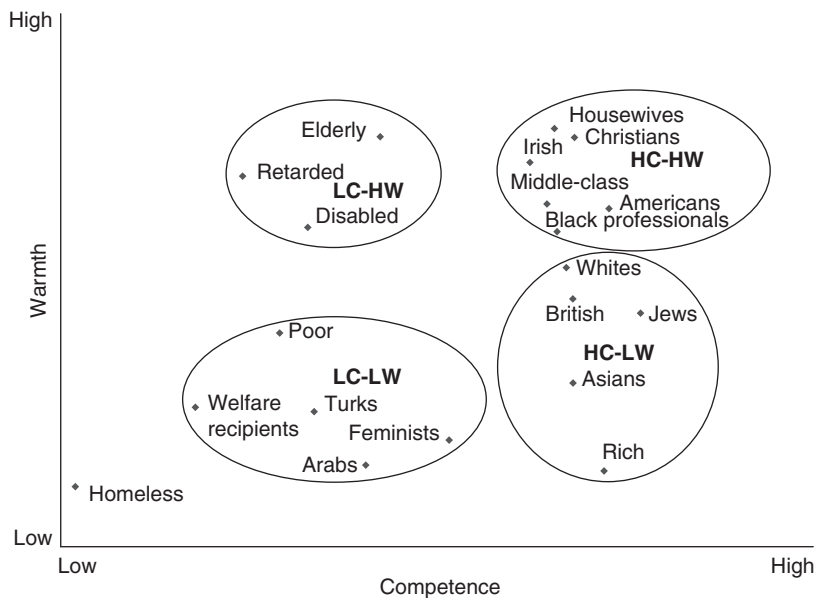 High
Housewives
Elderly
Christians
Irish
HC-HW
Retarded
LC-HW
Middle-class
Disabled
Americans
Black professionals
Whites
Warmth
British
Jews
Poor
HC-LW
LC-LW
Asians
Welfare
recipients
Turks
Feminists
Rich
Arabs
Homeless
Low
Low
High
Competence